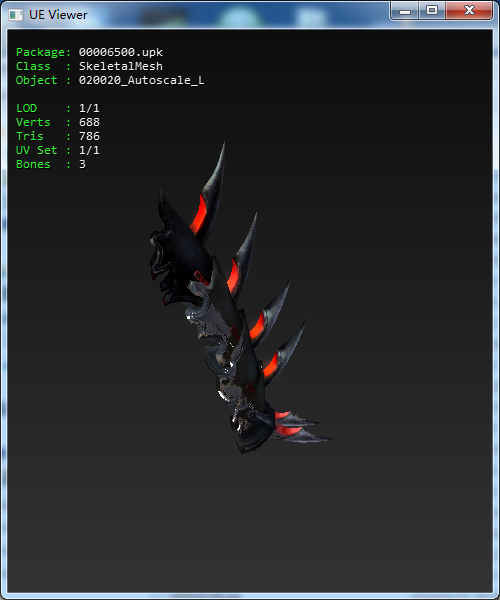 UE Viewer
Package: 00006500.upk
Class : SkeletalMesh
Object : 020020_Autoscale_L
LOD : 1/1
Verts : 688
Tris : 786
UV Set : 1/1
Bones : 3